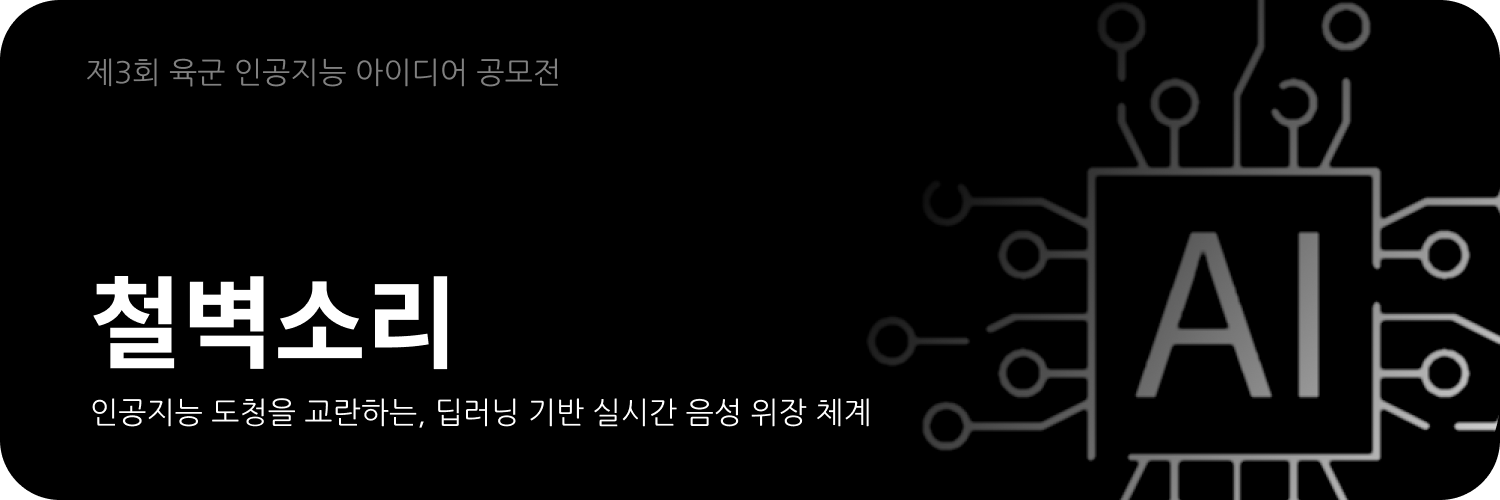 제3회 육군 인공지능 아이디어 공모전
철벽소리
인공지능 도청을 교란하는, 딥러닝 기반 실시간 음성 위장 체계
AI